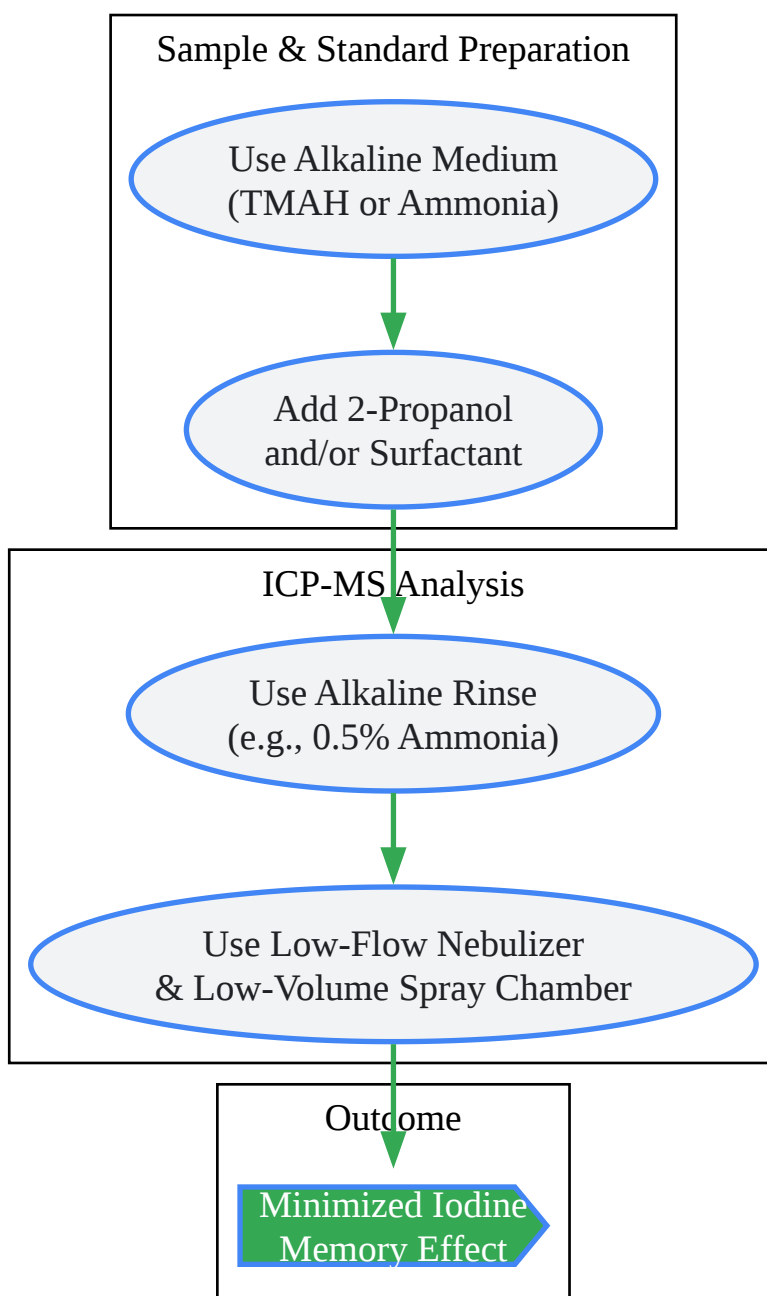 Sample & Standard Preparation
Use Alkaline Medium
(TMAH or Ammonia)
Add 2-Propanol
and/or Surfactant
ICP-MS Analysis
Use Alkaline Rinse
(e.g., 0.5% Ammonia)
Use Low-Flow Nebulizer
& Low-Volume Spray Chamber
Outcome
Minimized Iodine
Memory Effect